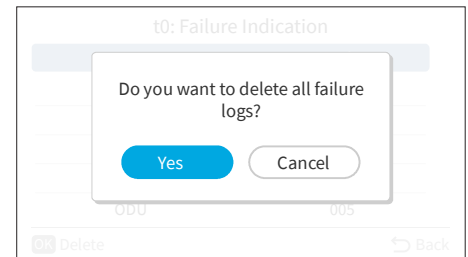 t0: Failure Indication
Do you want to delete all failure
logs?
Yes Cancel
ODU 005
OK Delete Back